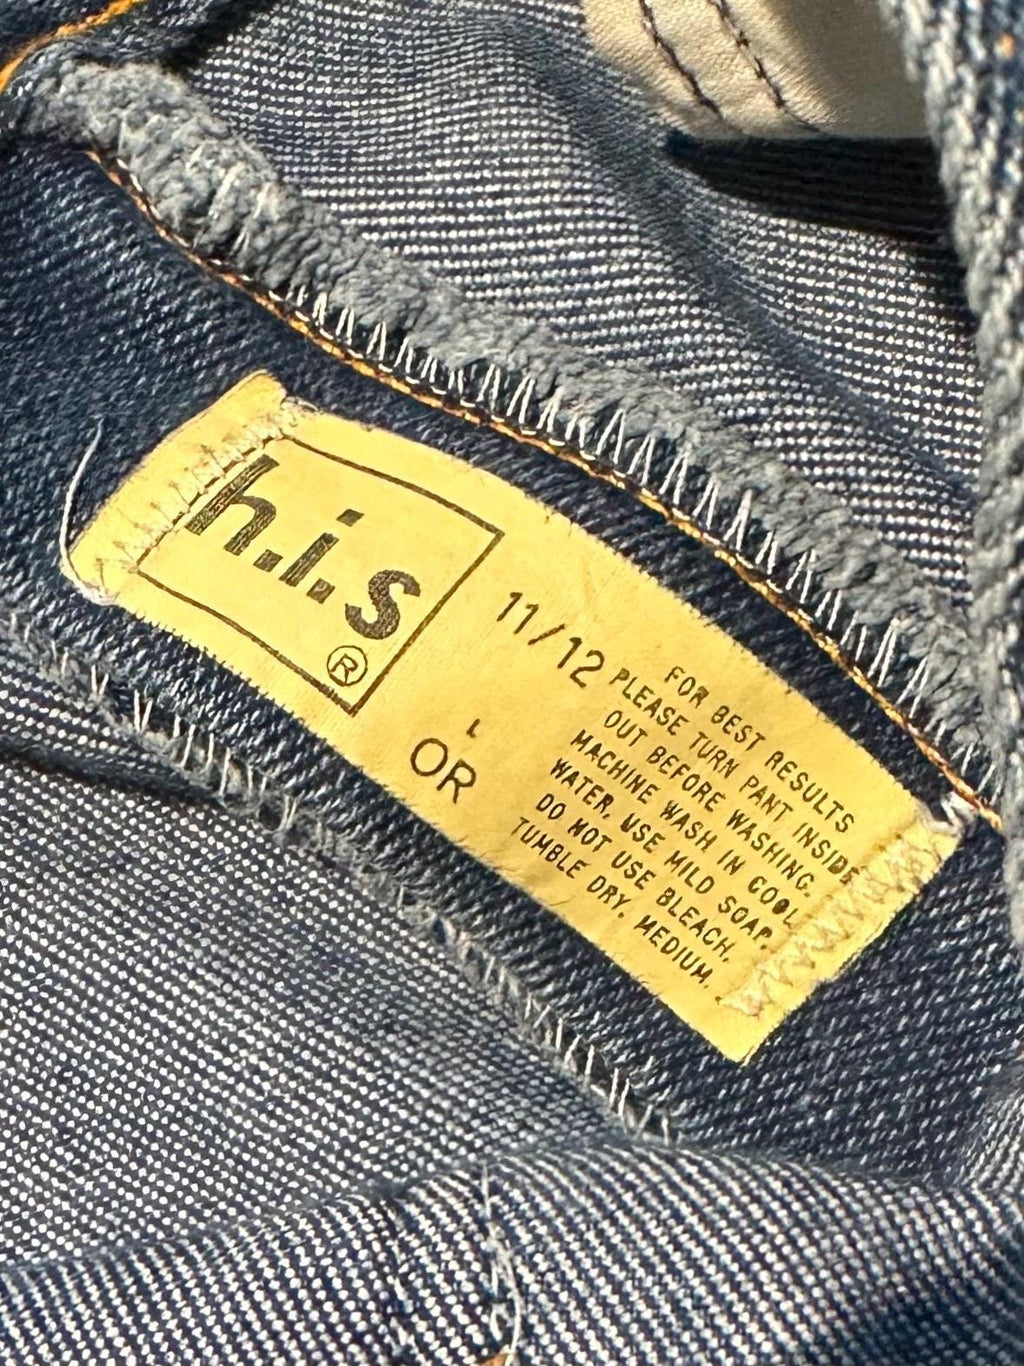 h.i.s
®
11/12
L
OR
FOR BEST RESULTS
PLEASE TURN PANT INSIDE
OUT BEFORE WASHING.
MACHINE WASH IN COOL
WATER, USE MILD SOAP.
DO NOT USE BLEACH.
TUMBLE DRY. MEDIUM.